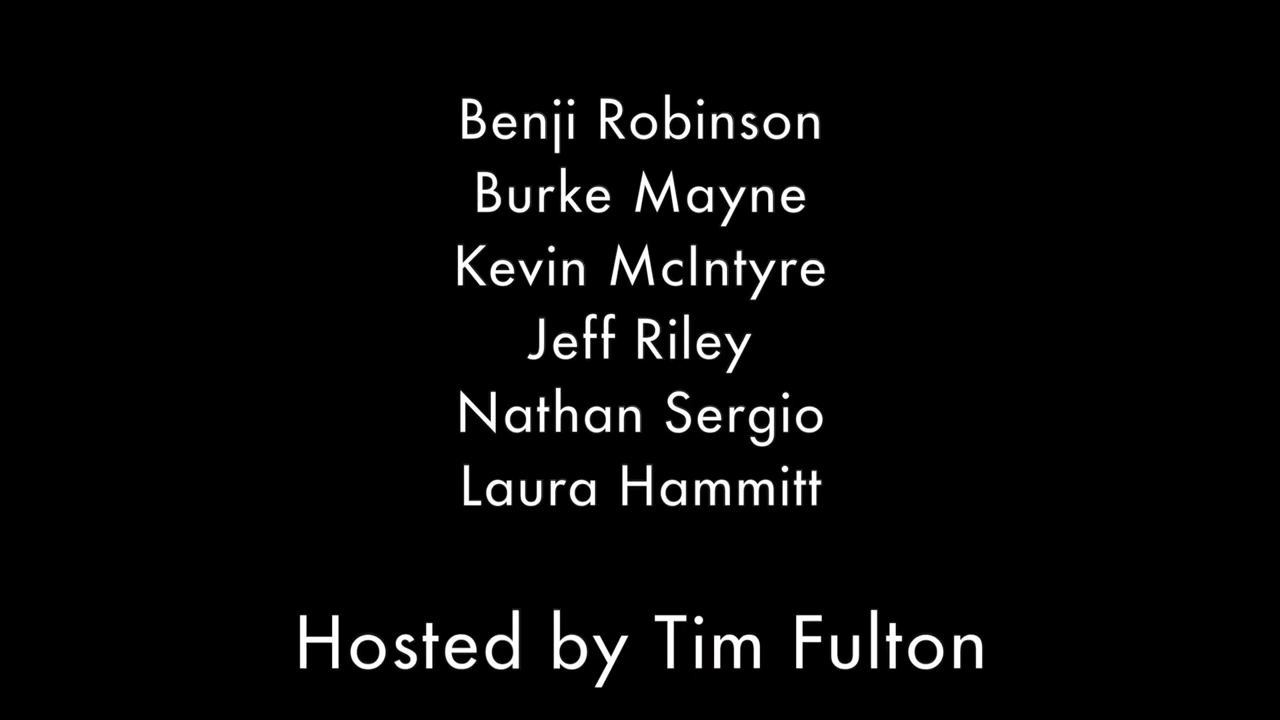 Benji Robinson
Burke Mayne
Kevin McIntyre
Jeff Riley
Nathan Sergio
Laura Hammitt
Hosted by Tim Fulton